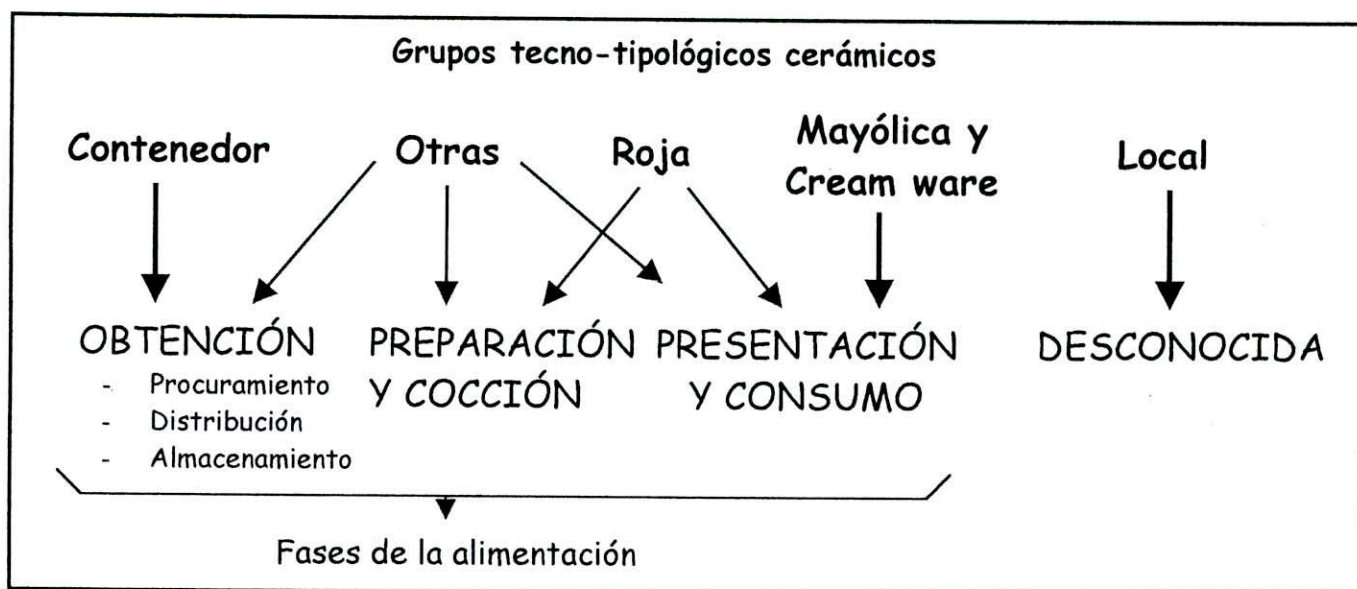 Grupos tecno-tipológicos cerámicos
Contenedor
Otras
Roja
Mayólica y
Cream ware
Local
OBTENCIÓN
- Procuramiento
- Distribución
- Almacenamiento
PREPARACIÓN
Y COCCIÓN
PRESENTACIÓN
Y CONSUMO
DESCONOCIDA
Fases de la alimentación